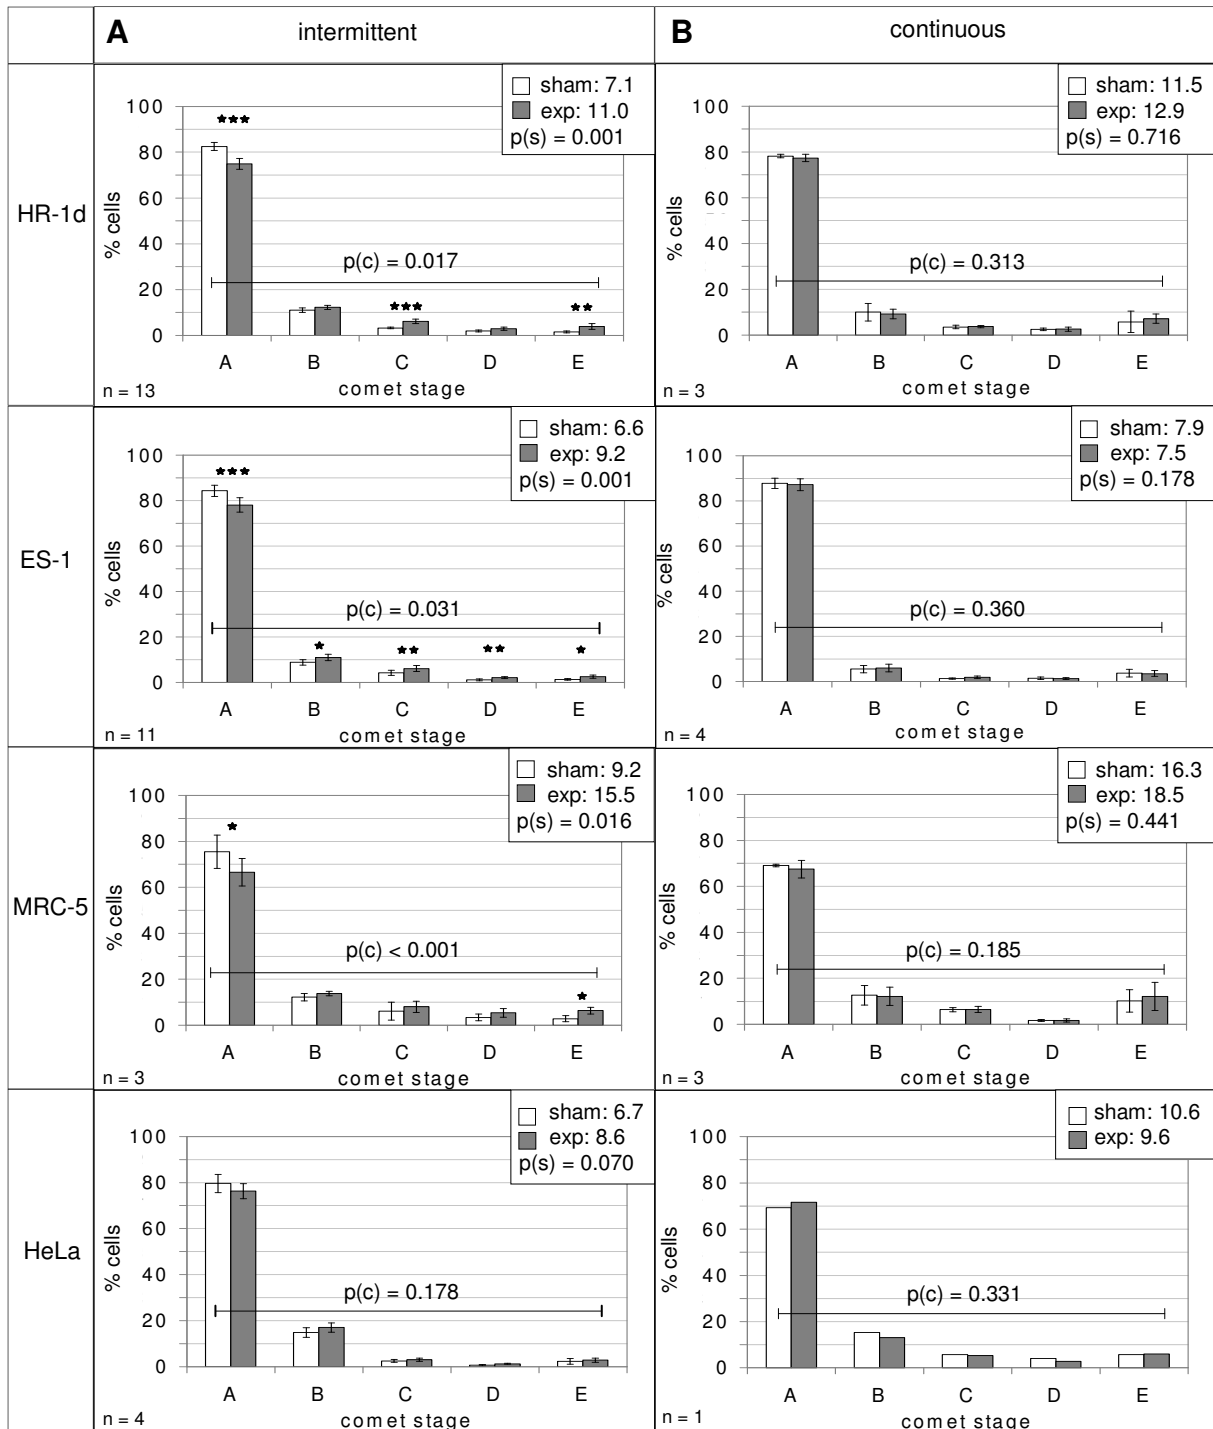 A
intermittent
B
continuous
HR-1d
sham: 7.1
exp: 11.0
p(s) = 0.001
100
80
60
40
20
0
% cells
★★★
p(c) = 0.017
★★★
★★
A B C D E
n = 13
comet stage
sham: 11.5
exp: 12.9
p(s) = 0.716
100
80
60
40
20
0
% cells
p(c) = 0.313
A B C D E
n = 3
comet stage
ES-1
sham: 6.6
exp: 9.2
p(s) = 0.001
100
80
60
40
20
0
% cells
★★★
p(c) = 0.031
★ ★★ ★★ ★
A B C D E
n = 11
comet stage
sham: 7.9
exp: 7.5
p(s) = 0.178
100
80
60
40
20
0
% cells
p(c) = 0.360
A B C D E
n = 4
comet stage
MRC-5
sham: 9.2
exp: 15.5
p(s) = 0.016
100
80
60
40
20
0
% cells
★
p(c) < 0.001
★
A B C D E
n = 3
comet stage
sham: 16.3
exp: 18.5
p(s) = 0.441
100
80
60
40
20
0
% cells
p(c) = 0.185
A B C D E
n = 3
comet stage
HeLa
sham: 6.7
exp: 8.6
p(s) = 0.070
100
80
60
40
20
0
% cells
p(c) = 0.178
A B C D E
n = 4
comet stage
sham: 10.6
exp: 9.6
100
80
60
40
20
0
% cells
p(c) = 0.331
A B C D E
n = 1
comet stage